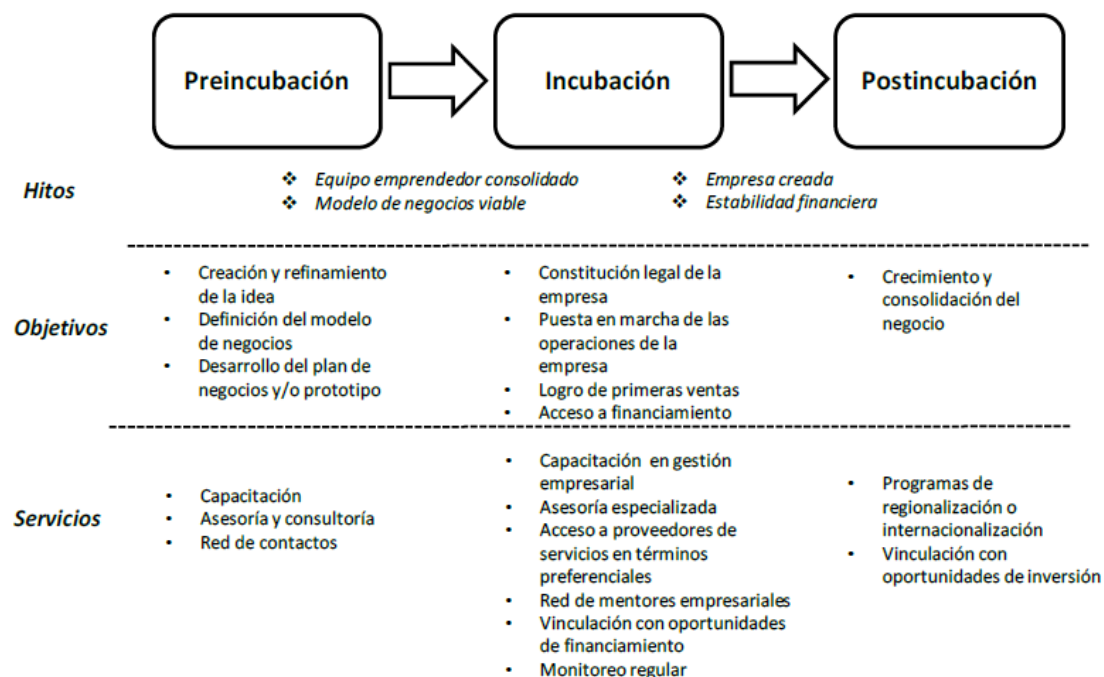 Preincubación
Incubación
Postincubación
Hitos
❖ Equipo emprendedor consolidado
❖ Modelo de negocios viable
❖ Empresa creada
❖ Estabilidad financiera
Objetivos
• Creación y refinamiento
de la idea
• Definición del modelo
de negocios
• Desarrollo del plan de
negocios y/o prototipo
• Constitución legal de la
empresa
• Puesta en marcha de las
operaciones de la
empresa
• Logro de primeras ventas
• Acceso a financiamiento
• Crecimiento y
consolidación del
negocio
Servicios
• Capacitación
• Asesoría y consultoría
• Red de contactos
• Capacitación en gestión
empresarial
• Asesoría especializada
• Acceso a proveedores de
servicios en términos
preferenciales
• Red de mentores empresariales
• Vinculación con oportunidades
de financiamiento
• Monitoreo regular
• Programas de
regionalización o
internacionalización
• Vinculación con
oportunidades de inversión